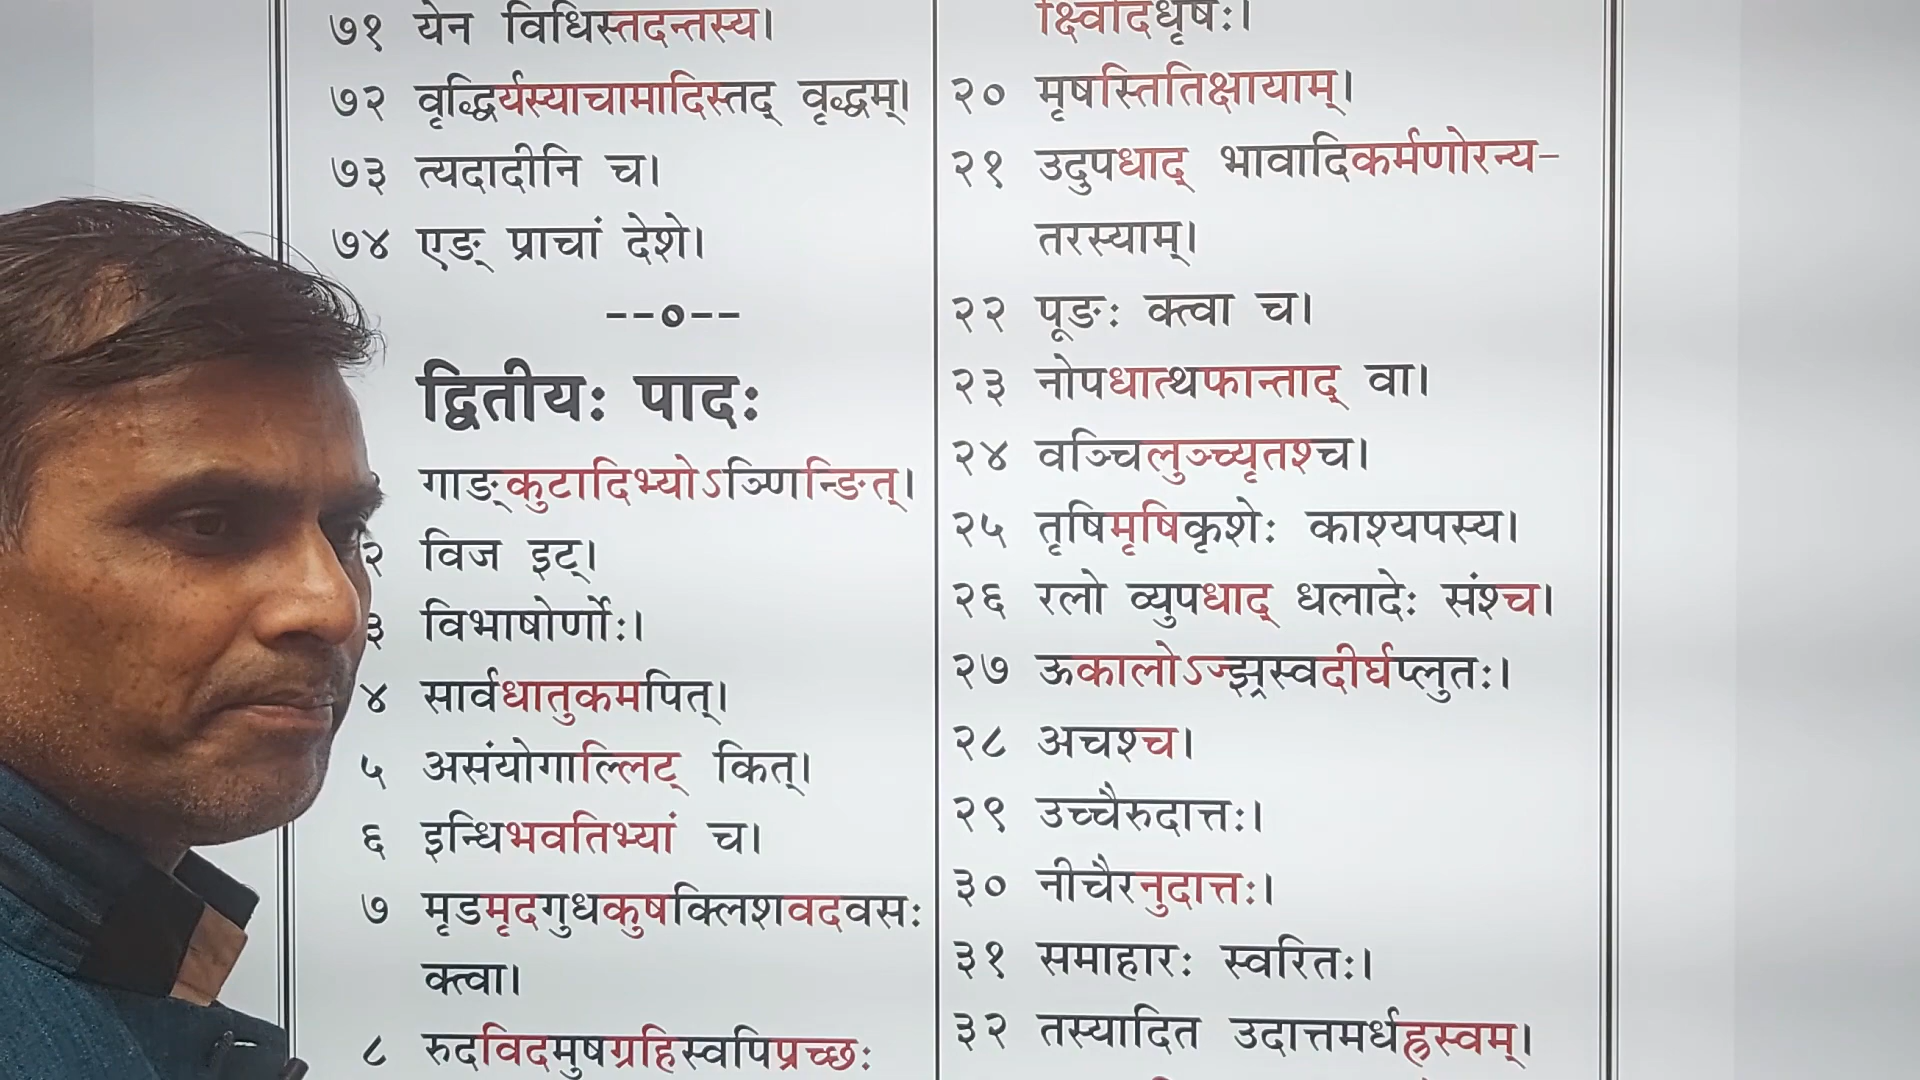 ७१ येन विधिस्तदन्तस्य।
७२ वृद्धिर्यस्याचामादिस्तद् वृद्धम्।
७३ त्यदादीनि च।
७४ एङ् प्राचां देशे।
--०--
द्वितीयः पादः
गाङ्कुटादिभ्योऽञ्णिन्ङित्।
२ विज इट्।
३ विभाषोर्णोः।
४ सार्वधातुकमपित्।
५ असंयोगाल्लिट् कित्।
६ इन्धिभवतिभ्यां च।
७ मृडमृदगुधकुषक्लिशवदवसः
क्त्वा।
८ रुदविदमुषग्रहिस्वपिप्रच्छः
क्ष्विदिधृषः।
२० मृषस्तितिक्षायाम्।
२१ उदुपधाद् भावादिकर्मणोरन्य-
तरस्याम्।
२२ पूङः क्त्वा च।
२३ नोपधात्थफान्ताद् वा।
२४ वञ्चिलुञ्च्यृतश्च।
२५ तृषिमृषिकृशेः काश्यपस्य।
२६ रलो व्युपधाद् धलादेः संश्च।
२७ ऊकालोऽज्झ्रस्वदीर्घप्लुतः।
२८ अचश्च।
२९ उच्चैरुदात्तः।
३० नीचैरनुदात्तः।
३१ समाहारः स्वरितः।
३२ तस्यादित उदात्तमर्धह्रस्वम्।